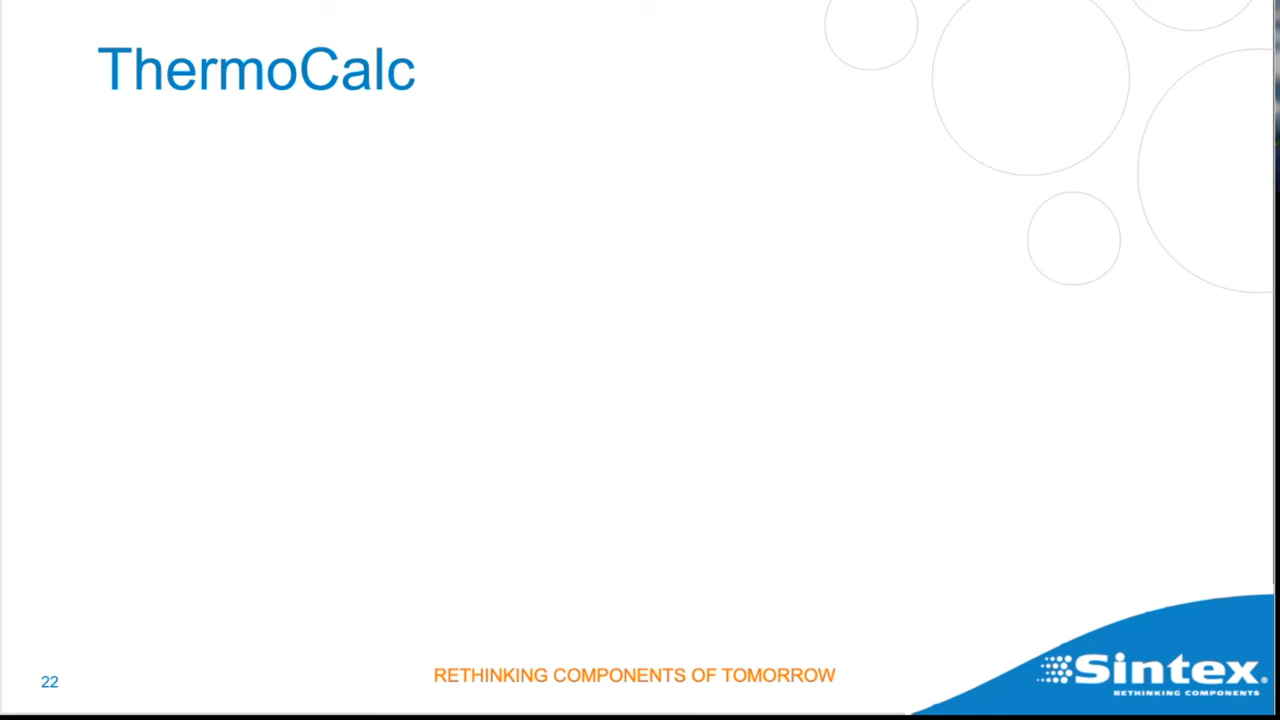 ThermoCalc
22
RETHINKING COMPONENTS OF TOMORROW
Sintex®
RETHINKING COMPONENTS